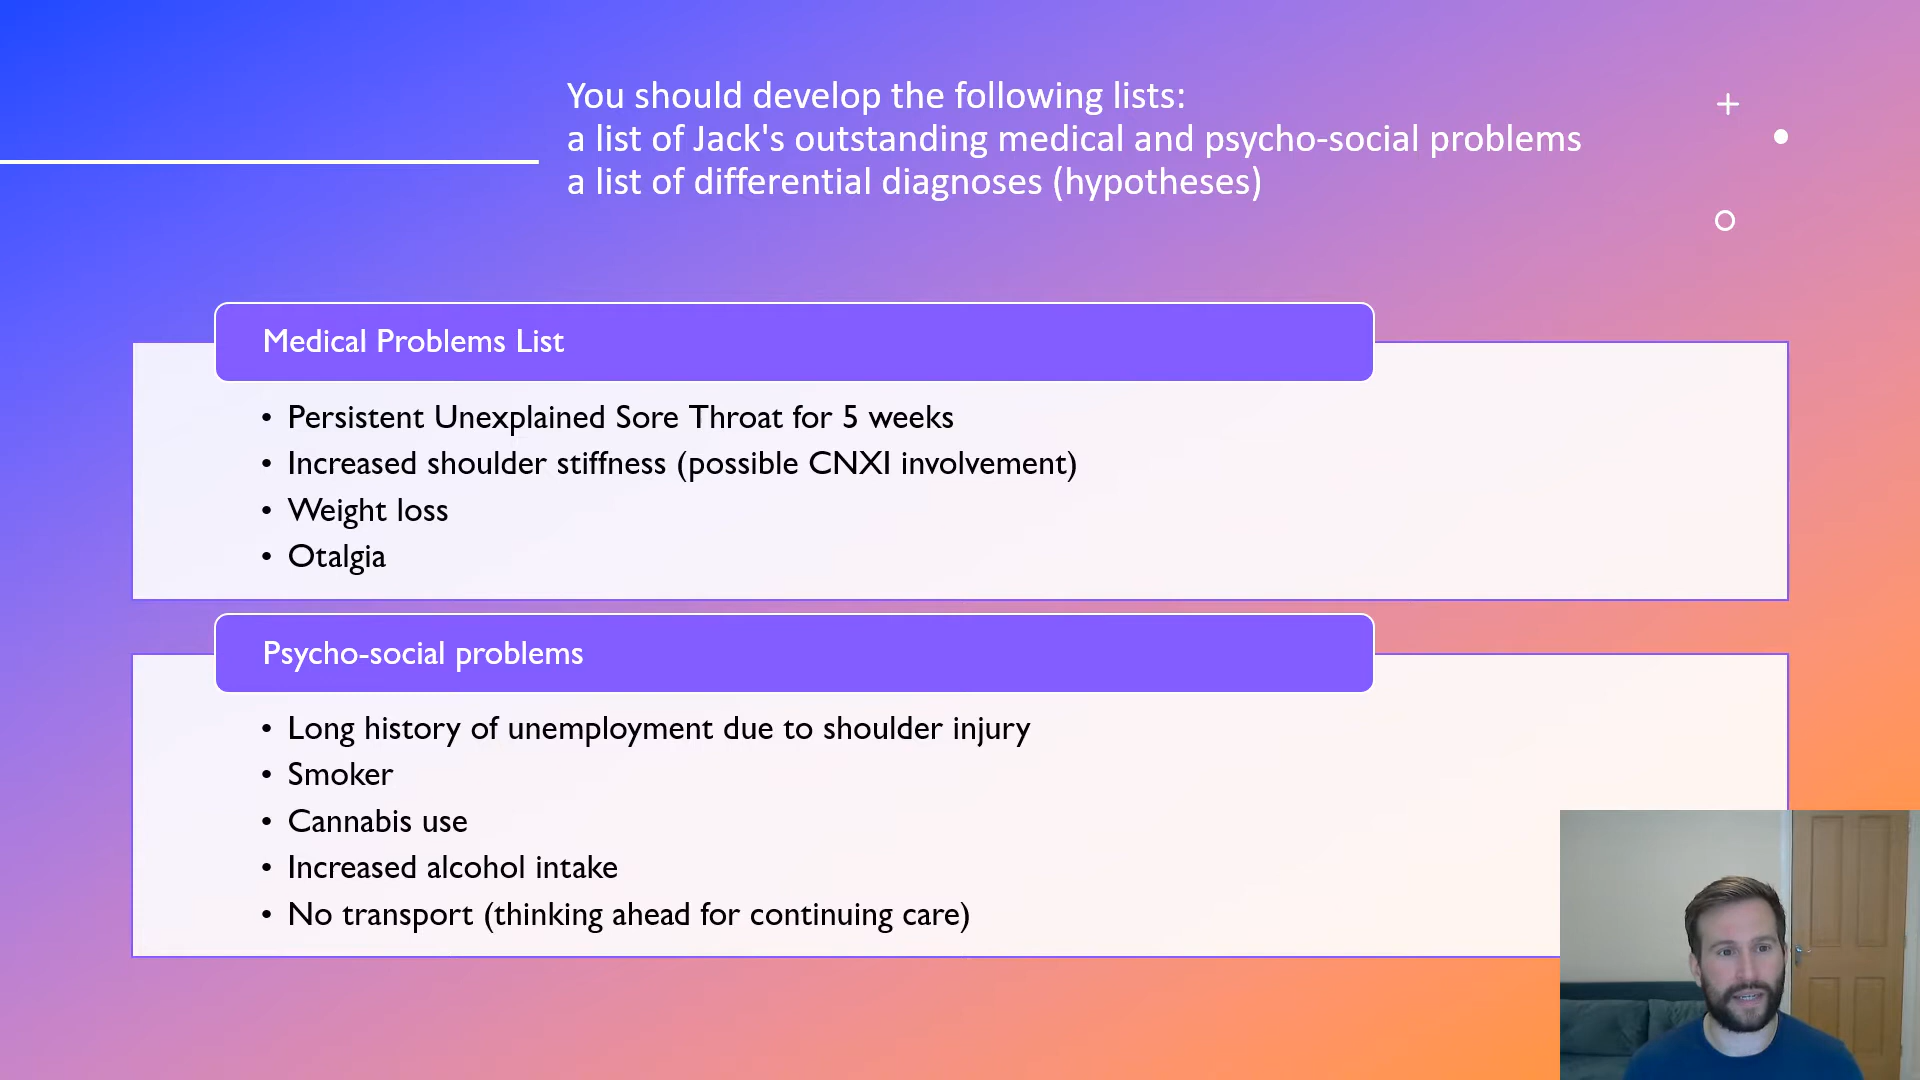 You should develop the following lists:
a list of Jack's outstanding medical and psycho-social problems
a list of differential diagnoses (hypotheses)
Medical Problems List
• Persistent Unexplained Sore Throat for 5 weeks
• Increased shoulder stiffness (possible CNXI involvement)
• Weight loss
• Otalgia
Psycho-social problems
• Long history of unemployment due to shoulder injury
• Smoker
• Cannabis use
• Increased alcohol intake
• No transport (thinking ahead for continuing care)